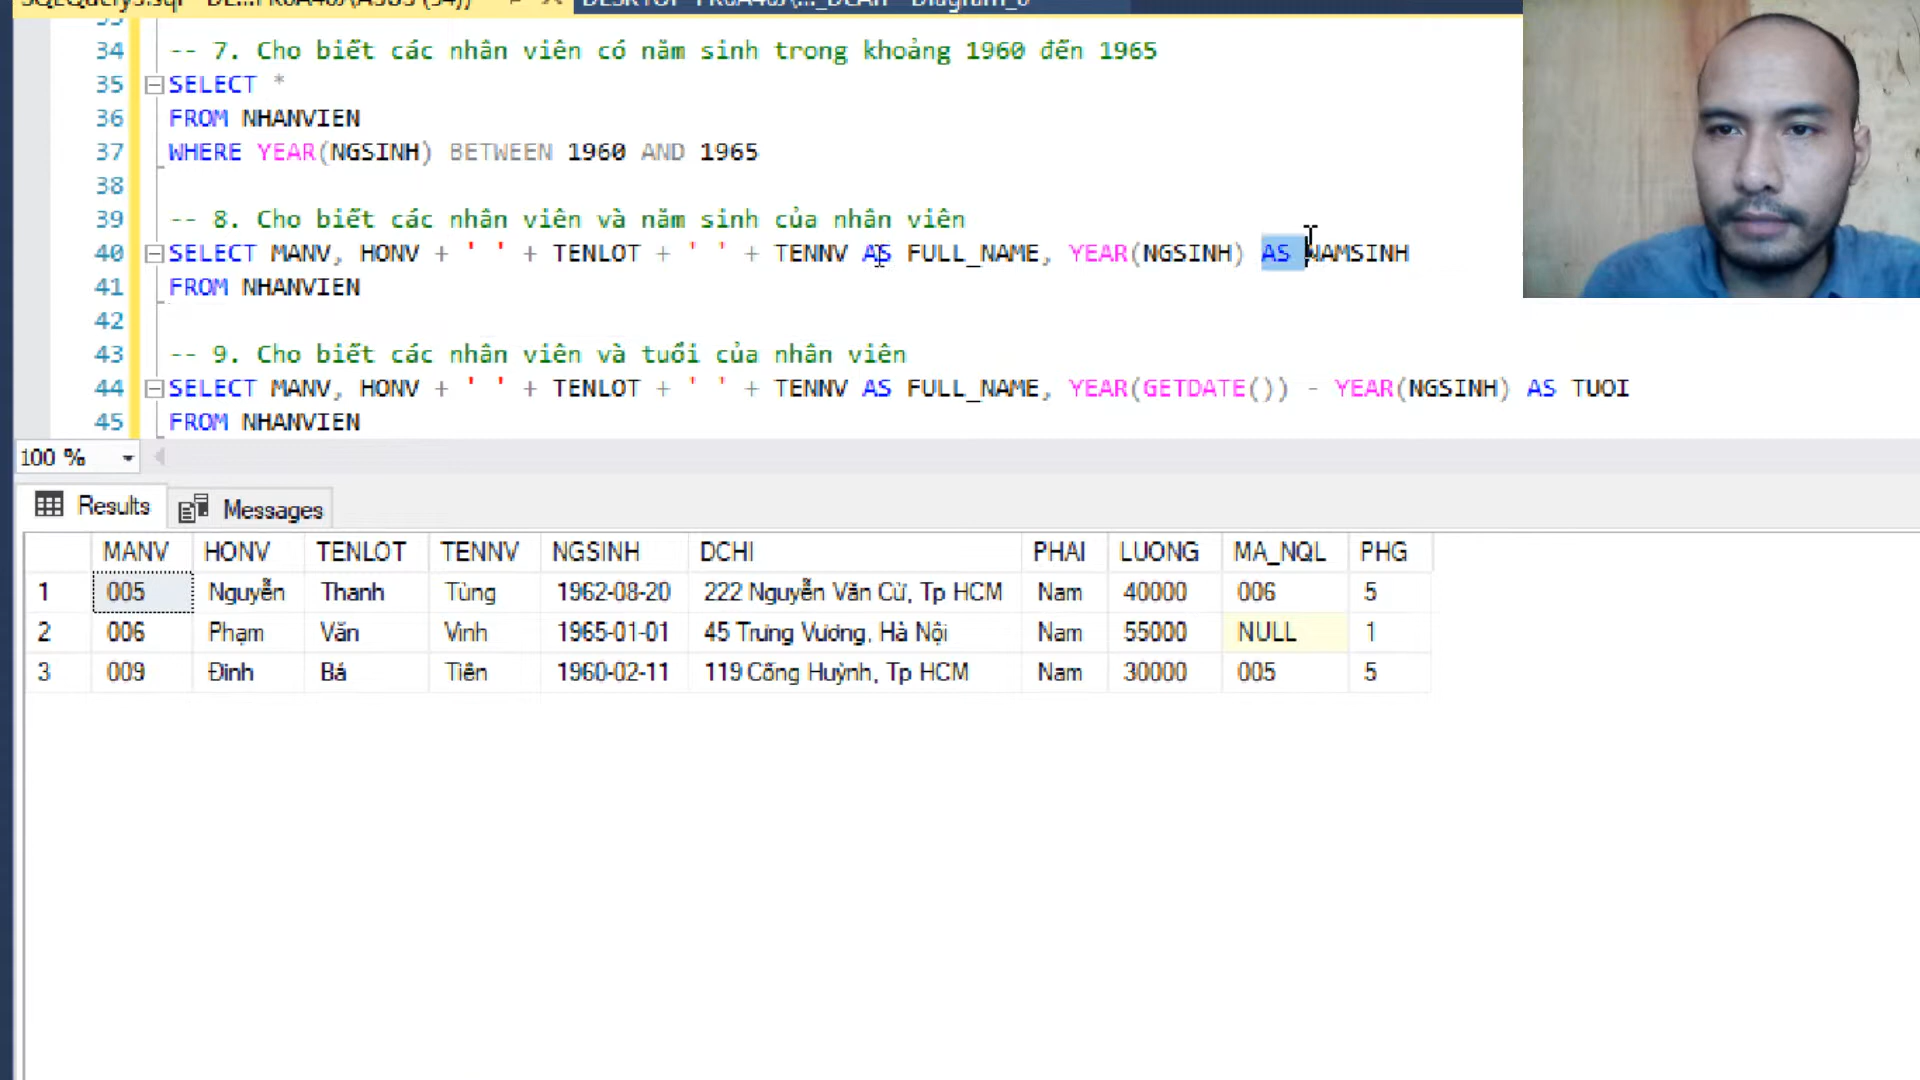 34 -- 7. Cho biết các nhân viên có năm sinh trong khoảng 1960 đến 1965
35 SELECT *
36 FROM NHANVIEN
37 WHERE YEAR(NGSINH) BETWEEN 1960 AND 1965
38
39 -- 8. Cho biết các nhân viên và năm sinh của nhân viên
40 SELECT MANV, HONV + ' ' + TENLOT + ' ' + TENNV AS FULL_NAME, YEAR(NGSINH) AS NAMSINH
41 FROM NHANVIEN
42
43 -- 9. Cho biết các nhân viên và tuổi của nhân viên
44 SELECT MANV, HONV + ' ' + TENLOT + ' ' + TENNV AS FULL_NAME, YEAR(GETDATE()) - YEAR(NGSINH) AS TUOI
45 FROM NHANVIEN
100 %
Results Messages
MANV HONV TENLOT TENNV NGSINH DCHI PHAI LUONG MA_NQL PHG
1 005 Nguyễn Thanh Tùng 1962-08-20 222 Nguyễn Văn Cừ, Tp HCM Nam 40000 006 5
2 006 Phạm Văn Vinh 1965-01-01 45 Trưng Vương, Hà Nội Nam 55000 NULL 1
3 009 Đinh Bá Tiên 1960-02-11 119 Cống Huỳnh, Tp HCM Nam 30000 005 5